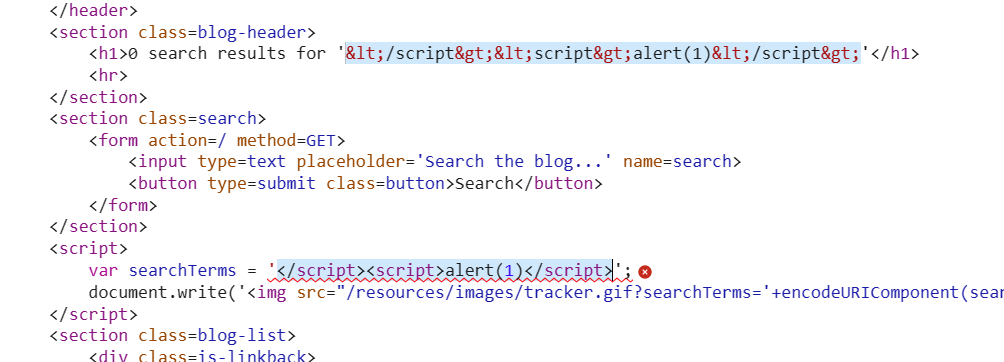 </header>
<section class=blog-header>
<h1>0 search results for '&lt;/script&gt;&lt;script&gt;alert(1)&lt;/script&gt;'</h1>
<hr>
</section>
<section class=search>
<form action=/ method=GET>
<input type=text placeholder='Search the blog...' name=search>
<button type=submit class=button>Search</button>
</form>
</section>
<script>
var searchTerms = '</script><script>alert(1)</script>';
document.write('<img src="/resources/images/tracker.gif?searchTerms='+encodeURIComponent(sear
</script>
<section class=blog-list>
<div class=is-linkback>